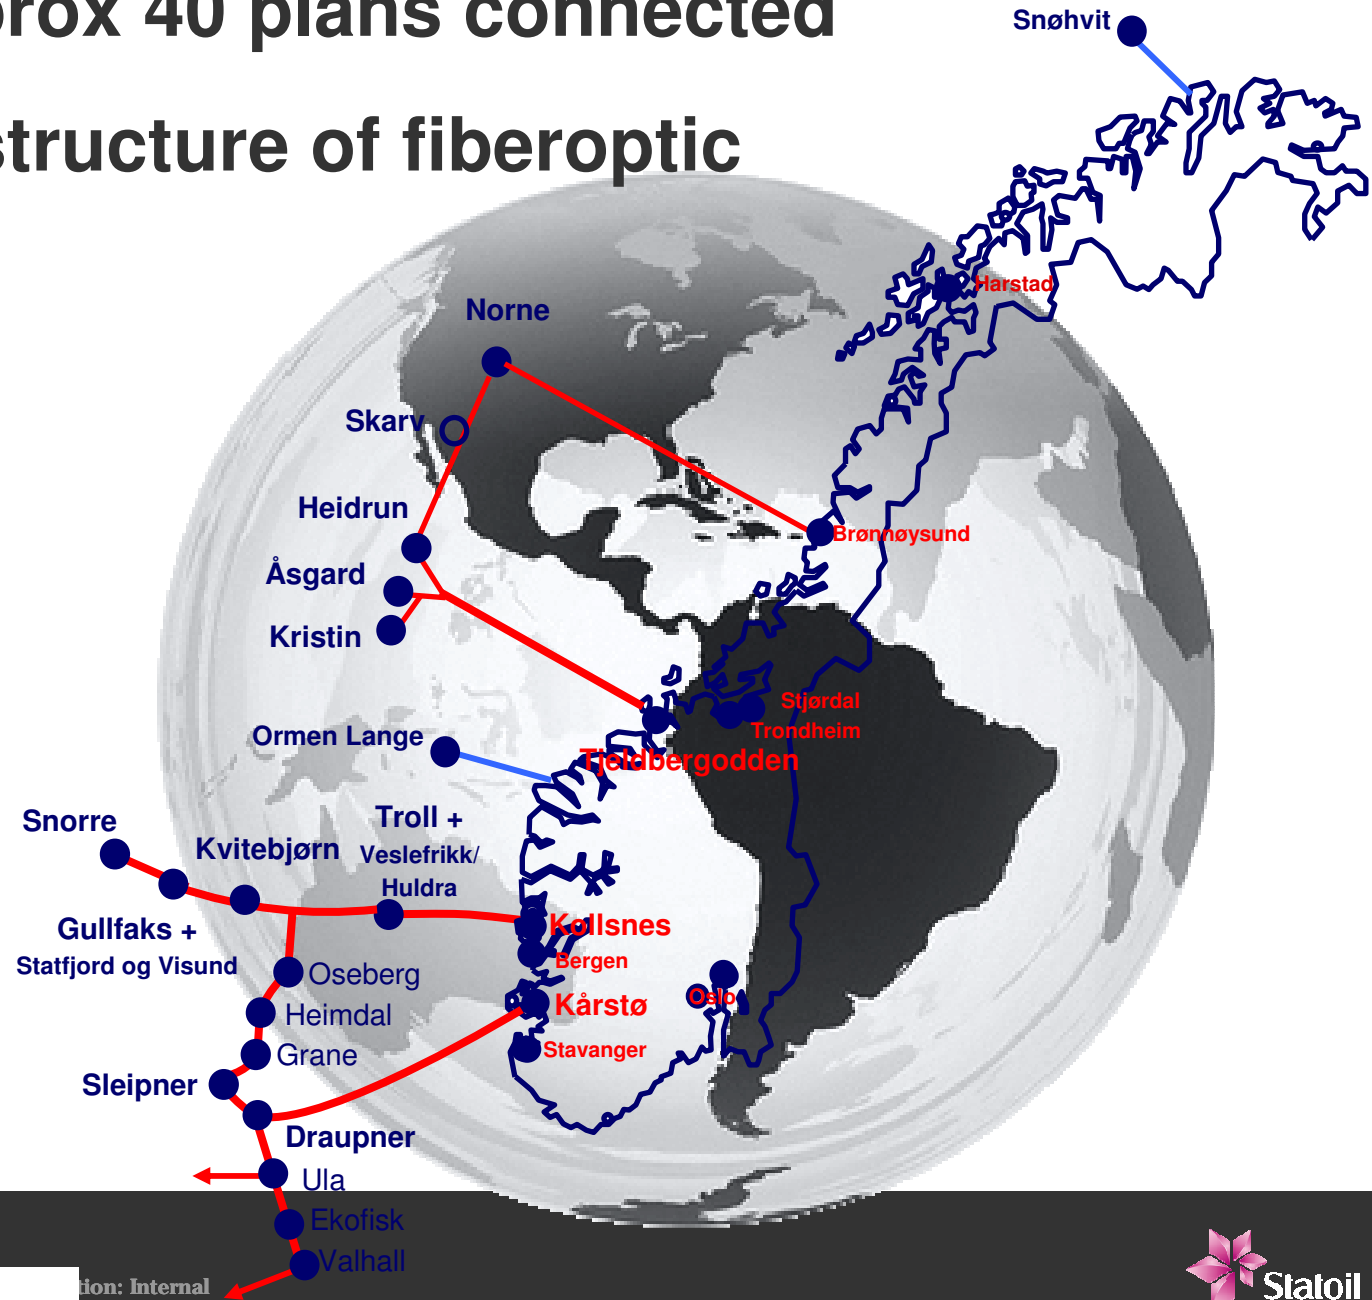 prox 40 plans connected
structure of fiberoptic
Snøhvit
Harstad
Norne
Skarv
Heidrun
Brønnøysund
Åsgard
Kristin
Stjørdal
Trondheim
Ormen Lange
Tjeldbergodden
Snorre
Troll +
Kvitebjørn
Veslefrikk/
Huldra
Gullfaks +
Statfjord og Visund
Kollsnes
Bergen
Oseberg
Oslo
Kårstø
Heimdal
Stavanger
Grane
Sleipner
Draupner
Ula
Ekofisk
Valhall
tion: Internal
Statoil